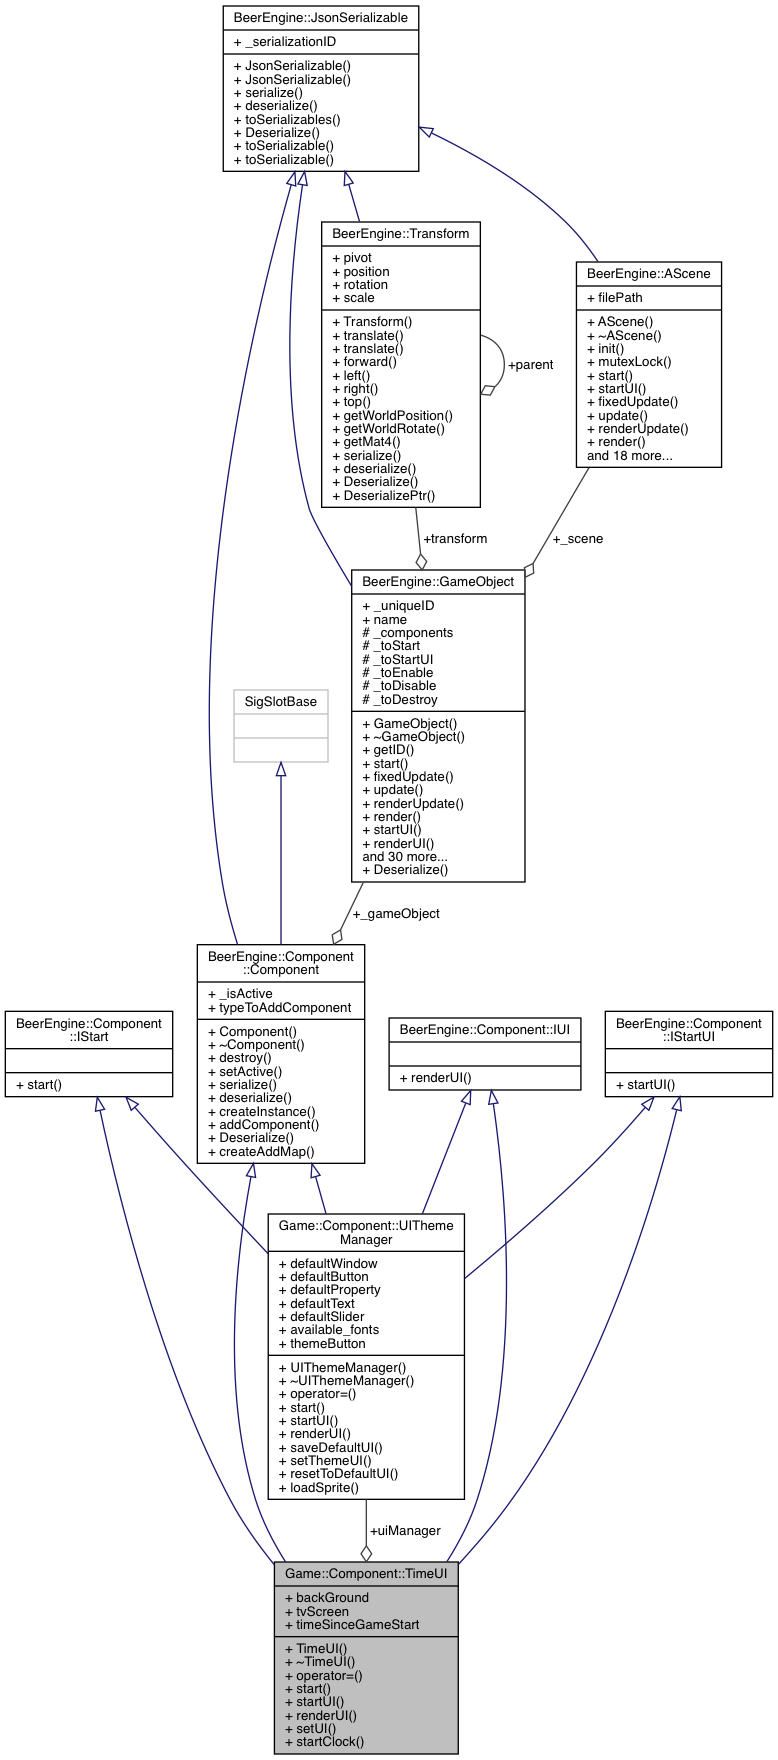 BeerEngine::JsonSerializable
+ _serializationID
+ JsonSerializable()
+ JsonSerializable()
+ serialize()
+ deserialize()
+ toSerializables()
+ Deserialize()
+ toSerializable()
+ toSerializable()
BeerEngine::Transform
+ pivot
+ position
+ rotation
+ scale
+ Transform()
+ translate()
+ translate()
+ forward()
+ left()
+ right()
+ top()
+ getWorldPosition()
+ getWorldRotate()
+ getMat4()
+ serialize()
+ deserialize()
+ Deserialize()
+ DeserializePtr()
+parent
BeerEngine::AScene
+ filePath
+ AScene()
+ ~AScene()
+ init()
+ mutexLock()
+ start()
+ startUI()
+ fixedUpdate()
+ update()
+ renderUpdate()
+ render()
and 18 more...
+transform
+_scene
BeerEngine::GameObject
+ _uniqueID
+ name
# _components
# _toStart
# _toStartUI
# _toEnable
# _toDisable
# _toDestroy
+ GameObject()
+ ~GameObject()
+ getID()
+ start()
+ fixedUpdate()
+ update()
+ renderUpdate()
+ render()
+ startUI()
+ renderUI()
and 30 more...
+ Deserialize()
SigSlotBase
+_gameObject
BeerEngine::Component
::Component
+ _isActive
+ typeToAddComponent
+ Component()
+ ~Component()
+ destroy()
+ setActive()
+ serialize()
+ deserialize()
+ createInstance()
+ addComponent()
+ Deserialize()
+ createAddMap()
BeerEngine::Component
::IStart
+ start()
BeerEngine::Component::IUI
+ renderUI()
BeerEngine::Component
::IStartUI
+ startUI()
Game::Component::UITheme
Manager
+ defaultWindow
+ defaultButton
+ defaultProperty
+ defaultText
+ defaultSlider
+ available_fonts
+ themeButton
+ UIThemeManager()
+ ~UIThemeManager()
+ operator=()
+ start()
+ startUI()
+ renderUI()
+ saveDefaultUI()
+ setThemeUI()
+ resetToDefaultUI()
+ loadSprite()
+uiManager
Game::Component::TimeUI
+ backGround
+ tvScreen
+ timeSinceGameStart
+ TimeUI()
+ ~TimeUI()
+ operator=()
+ start()
+ startUI()
+ renderUI()
+ setUI()
+ startClock()